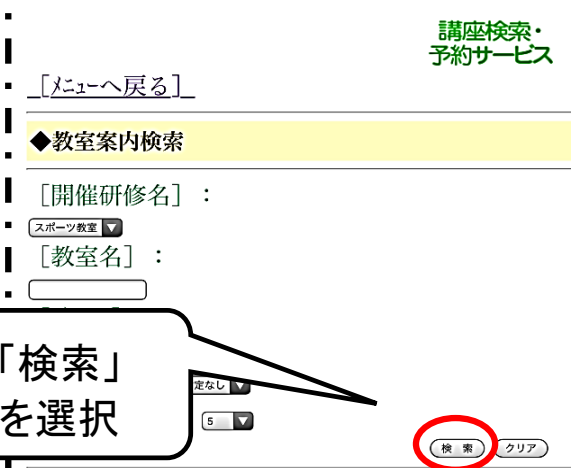 講座検索・
予約サービス
[メニューへ戻る]
◆教室案内検索
[開催研修名]：
スポーツ教室
[教室名]：
「検索」
を選択
定なし
5
検 索 クリア